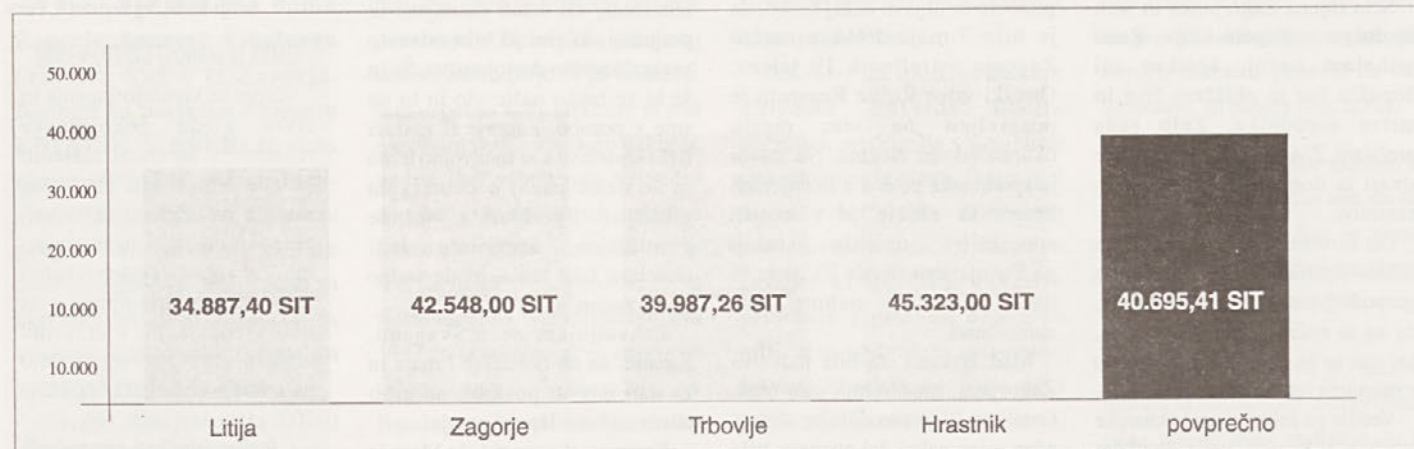 50.000
40.000
30.000
20.000
10.000
10.000
34.887,40 SIT
42.548,00 SIT
39.987,26 SIT
45.323,00 SIT
40.695,41 SIT
Litija
Zagorje
Trbovlje
Hrastnik
povprečno